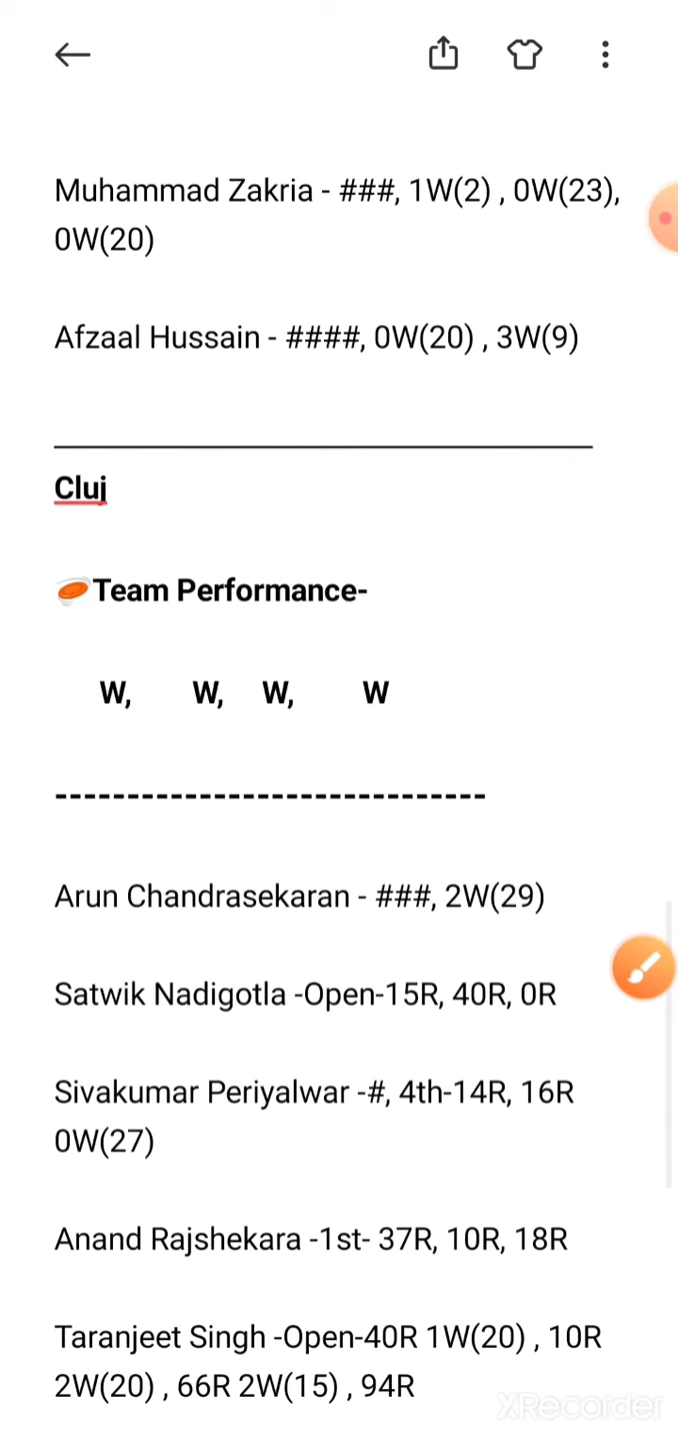 Muhammad Zakria - ###, 1W(2) , 0W(23),
0W(20)
Afzaal Hussain - ####, 0W(20) , 3W(9)
Cluj
Team Performance-
W, W, W, W
------------------------------
Arun Chandrasekaran - ###, 2W(29)
Satwik Nadigotla -Open-15R, 40R, 0R
Sivakumar Periyalwar -#, 4th-14R, 16R
0W(27)
Anand Rajshekara -1st- 37R, 10R, 18R
Taranjeet Singh -Open-40R 1W(20) , 10R
2W(20) , 66R 2W(15) , 94R
XRecorder